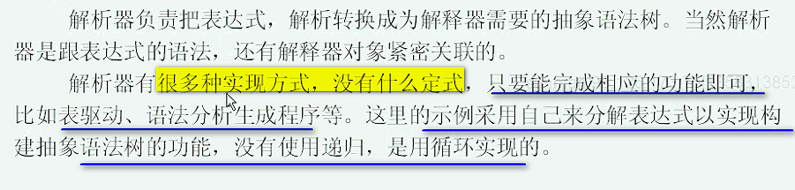 解析器负责把表达式，解析转换成为解释器需要的抽象语法树。当然解析
器是跟表达式的语法，还有解释器对象紧密关联的。
解析器有很多种实现方式，没有什么定式，只要能完成相应的功能即可，
比如表驱动、语法分析生成程序等。这里的示例采用自己来分解表达式以实现构
建抽象语法树的功能，没有使用递归，是用循环实现的。